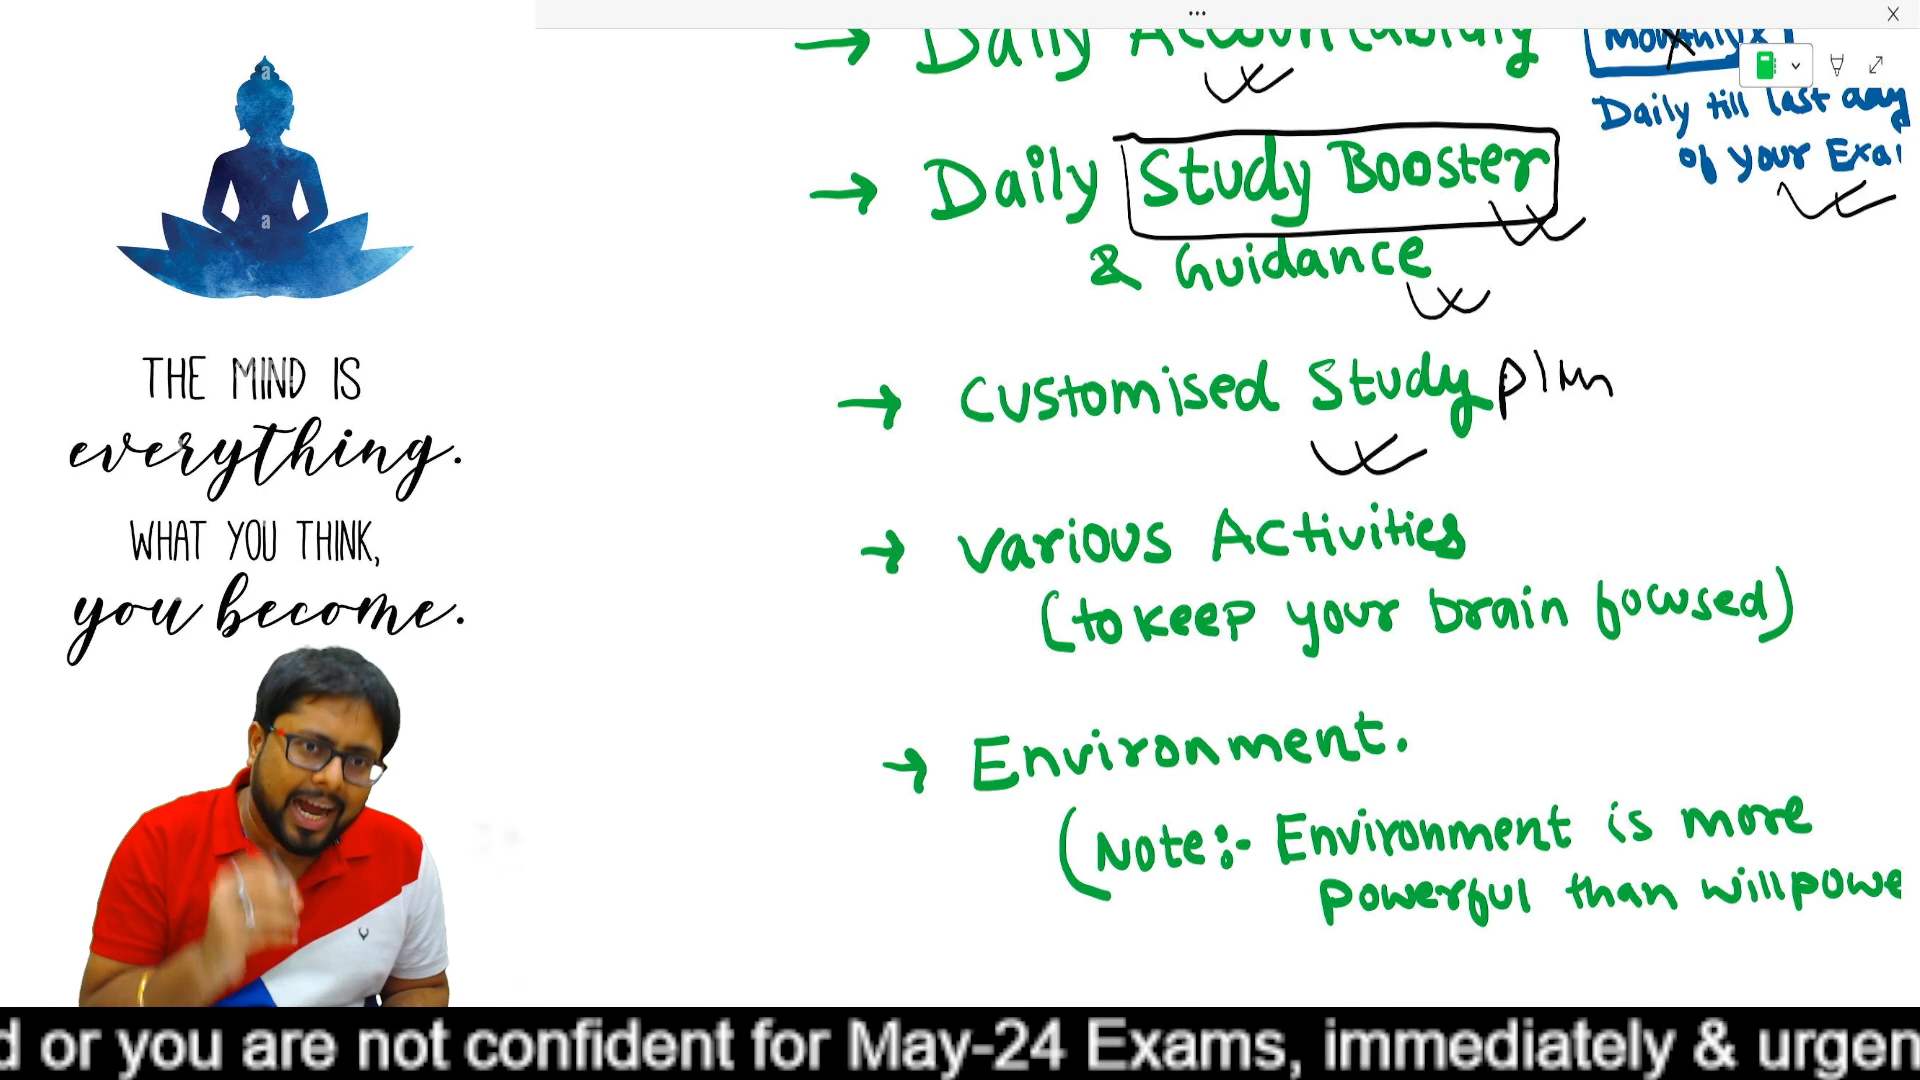 THE MIND IS
everything.
WHAT YOU THINK,
you become.
→ Daily Accountability
Monthly
Daily till last day
of your Exa
→ Daily Study Booster
& Guidance
→ Customised Study plan
→ Various Activities
(to keep your brain focused)
→ Environment.
(Note:- Environment is more
powerful than willpowe
d or you are not confident for May-24 Exams, immediately & urgen